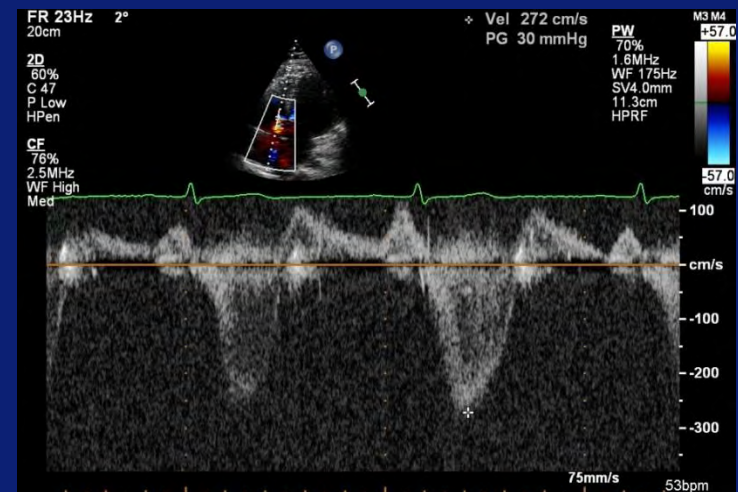 FR 23Hz 2°
20cm
2D
60%
C 47
P Low
HPen
CF
76%
2.5MHz
WF High
Med
P
Vel 272 cm/s
PG 30 mmHg
PW
70%
1.6MHz
WF 175Hz
SV4.0mm
11.3cm
HPRF
M3 M4
+57.0
-57.0
cm/s
100
cm/s
-100
-200
-300
75mm/s
53bpm